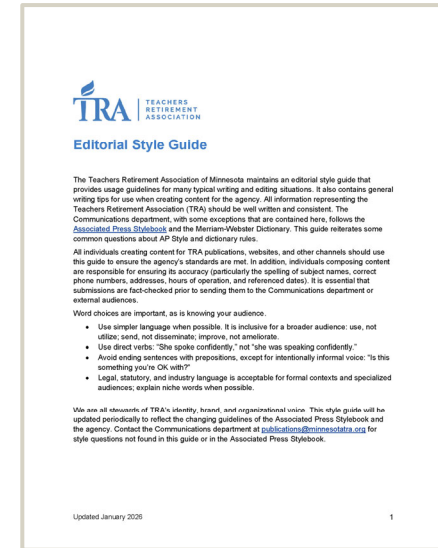 TRA
TEACHERS
RETIREMENT
ASSOCIATION
Editorial Style Guide
The Teachers Retirement Association of Minnesota maintains an editorial style guide that
provides usage guidelines for many typical writing and editing situations. It also contains general
writing tips for use when creating content for the agency. All information representing the
Teachers Retirement Association (TRA) should be well written and consistent. The
Communications department, with some exceptions that are contained here, follows the
Associated Press Stylebook and the Merriam-Webster Dictionary. This guide reiterates some
common questions about AP Style and dictionary rules.
All individuals creating content for TRA publications, websites, and other channels should use
this guide to ensure the agency's standards are met. In addition, individuals composing content
are responsible for ensuring its accuracy (particularly the spelling of subject names, correct
phone numbers, addresses, hours of operation, and referenced dates). It is essential that
submissions are fact-checked prior to sending them to the Communications department or
external audiences.
Word choices are important, as is knowing your audience.
• Use simpler language when possible. It is inclusive for a broader audience: use, not
utilize; send, not disseminate; improve, not ameliorate.
• Use direct verbs: "She spoke confidently," not "she was speaking confidently."
• Avoid ending sentences with prepositions, except for intentionally informal voice: "Is this
something you're OK with?"
• Legal, statutory, and industry language is acceptable for formal contexts and specialized
audiences; explain niche words when possible.
We are all stewards of TRA's identity, brand, and organizational voice. This style guide will be
updated periodically to reflect the changing guidelines of the Associated Press Stylebook and
the agency. Contact the Communications department at publications@minnesotatra.org for
style questions not found in this guide or in the Associated Press Stylebook.
Updated January 2026
1